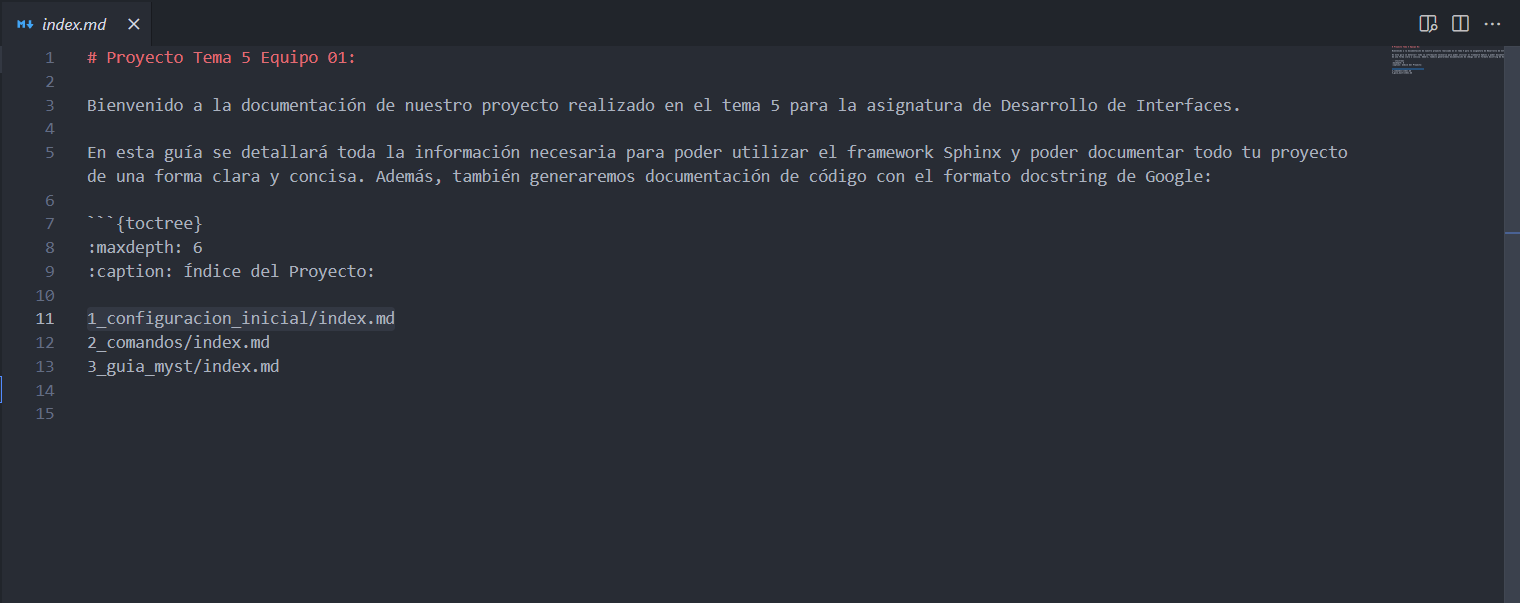 index.md
1 # Proyecto Tema 5 Equipo 01:
2
3 Bienvenido a la documentación de nuestro proyecto realizado en el tema 5 para la asignatura de Desarrollo de Interfaces.
4
5 En esta guía se detallará toda la información necesaria para poder utilizar el framework Sphinx y poder documentar todo tu proyecto
de una forma clara y concisa. Además, también generaremos documentación de código con el formato docstring de Google:
6
7 ```{toctree}
8 :maxdepth: 6
9 :caption: Índice del Proyecto:
10
11 1_configuracion_inicial/index.md
12 2_comandos/index.md
13 3_guia_myst/index.md
14
15